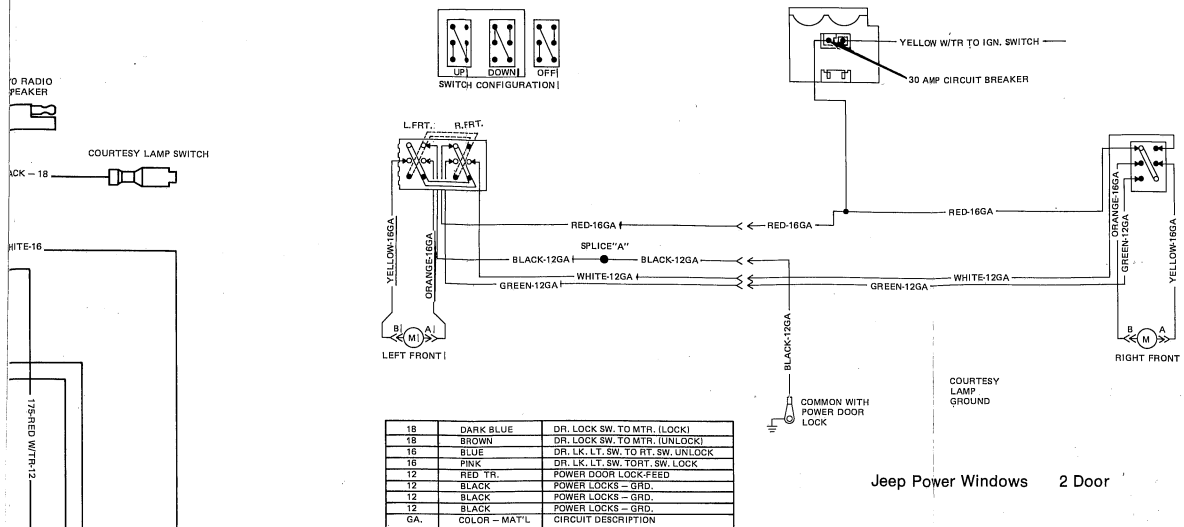 UP
DOWN
OFF
SWITCH CONFIGURATION
YELLOW W/TR TO IGN. SWITCH
30 AMP CIRCUIT BREAKER
O RADIO
PEAKER
COURTESY LAMP SWITCH
ACK – 18
HITE-16
175-RED W/TR-12
L.FRT.
R.FRT.
YELLOW-16GA
ORANGE-16GA
RED-16GA
RED-16GA
RED-16GA
SPLICE"A"
BLACK-12GA
BLACK-12GA
WHITE-12GA
WHITE-12GA
GREEN-12GA
GREEN-12GA
ORANGE-16GA
GREEN-12GA
YELLOW-16GA
BLACK-12GA
B
M
A
LEFT FRONT
B
M
A
RIGHT FRONT
COURTESY
LAMP
GROUND
COMMON WITH
POWER DOOR
LOCK
18 DARK BLUE DR. LOCK SW. TO MTR. (LOCK)
18 BROWN DR. LOCK SW. TO MTR. (UNLOCK)
16 BLUE DR. LK. LT. SW. TO RT. SW. UNLOCK
16 PINK DR. LK. LT. SW. TORT. SW. LOCK
12 RED TR. POWER DOOR LOCK-FEED
12 BLACK POWER LOCKS – GRD.
12 BLACK POWER LOCKS – GRD.
12 BLACK POWER LOCKS – GRD.
GA. COLOR – MAT'L CIRCUIT DESCRIPTION
Jeep Power Windows 2 Door